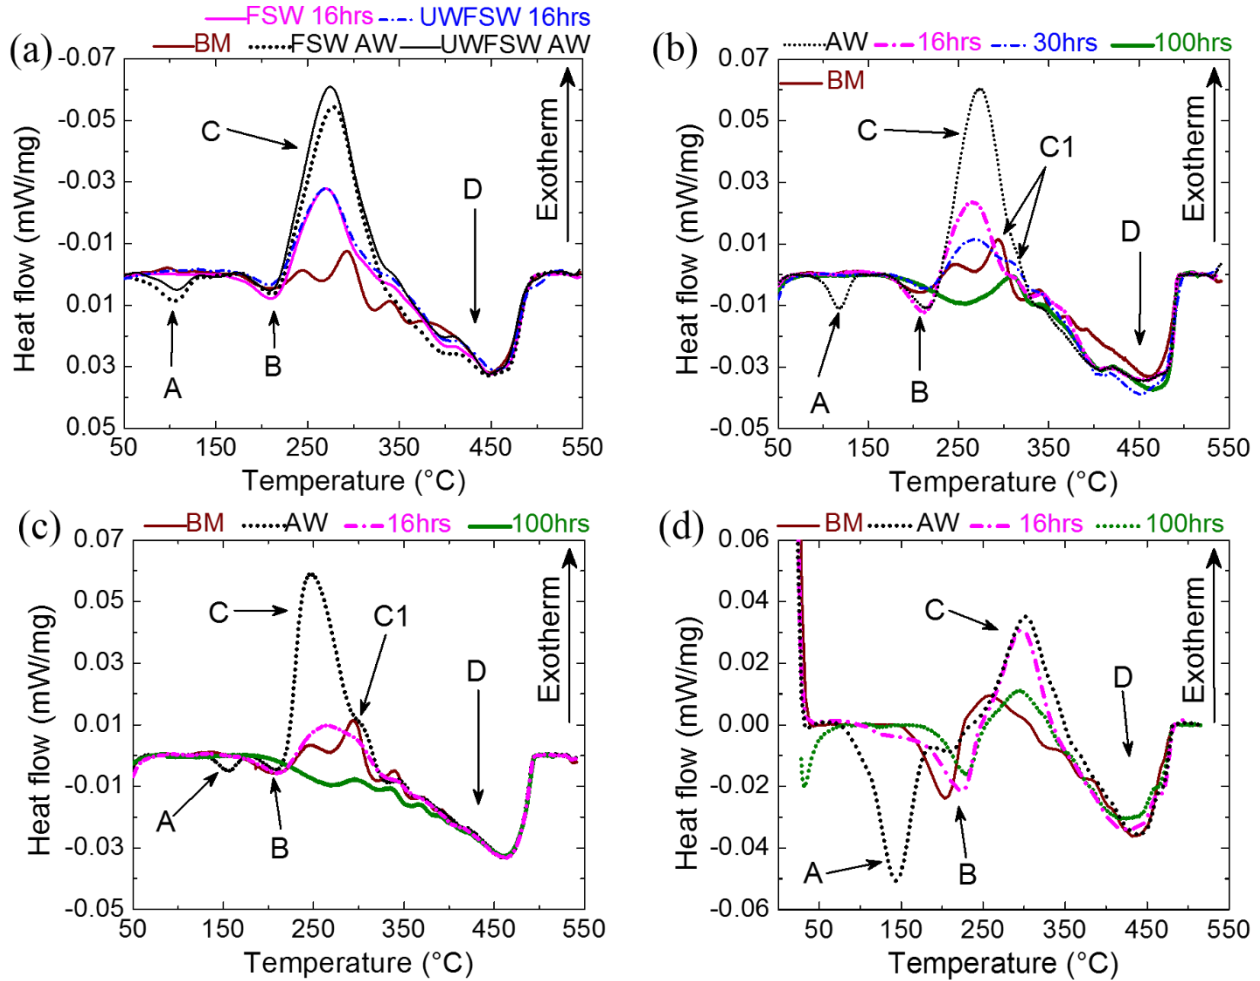 (a)
FSW 16hrs UWFSW 16hrs
BM FSW AW UWFSW AW
-0.07
-0.05
-0.03
-0.01
0.01
0.03
0.05
Heat flow (mW/mg)
C
D
A
B
Exotherm
50 150 250 350 450 550
Temperature (°C)
(b)
AW 16hrs 30hrs 100hrs
BM
0.07
0.05
0.03
0.01
-0.01
-0.03
-0.05
Heat flow (mW/mg)
C
C1
D
A
B
Exotherm
50 150 250 350 450 550
Temperature (°C)
(c)
BM AW 16hrs 100hrs
0.07
0.05
0.03
0.01
-0.01
-0.03
-0.05
Heat flow (mW/mg)
C
C1
D
A
B
Exotherm
50 150 250 350 450 550
Temperature (°C)
(d)
BM AW 16hrs 100hrs
0.06
0.04
0.02
0.00
-0.02
-0.04
-0.06
Heat flow (mW/mg)
C
D
A
B
Exotherm
50 150 250 350 450 550
Temperature (°C)